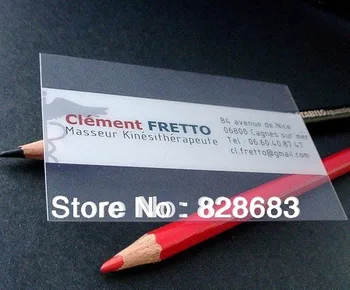 Clément FRETTO
Masseur Kinésithérapeute
84 avenue de Nice
06800 Cagnes sur mer
Tel : 06.60.40.87.47
cl.fretto@gmail.com
Store No: 828683